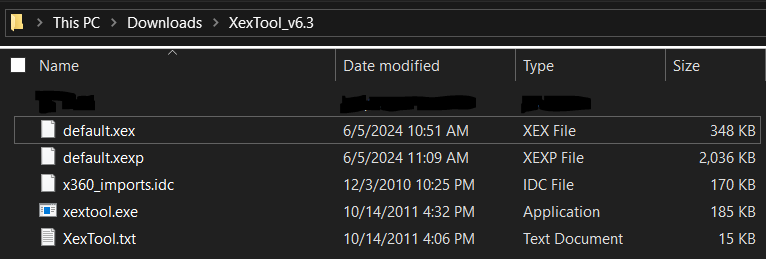 This PC > Downloads > XexTool_v6.3
Name Date modified Type Size
default.xex 6/5/2024 10:51 AM XEX File 348 KB
default.xexp 6/5/2024 11:09 AM XEXP File 2,036 KB
x360_imports.idc 12/3/2010 10:25 PM IDC File 170 KB
xextool.exe 10/14/2011 4:32 PM Application 185 KB
XexTool.txt 10/14/2011 4:06 PM Text Document 15 KB